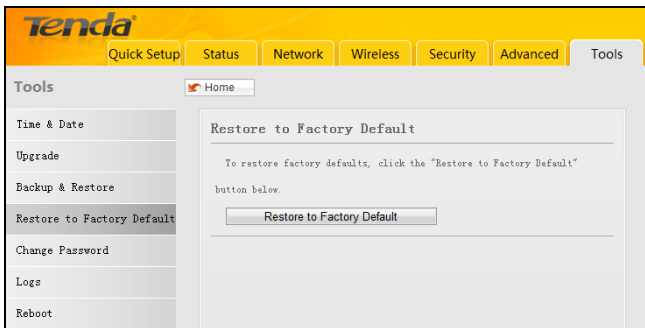 Tenda
Quick Setup Status Network Wireless Security Advanced Tools
Tools
Home
Time & Date
Upgrade
Backup & Restore
Restore to Factory Default
Change Password
Logs
Reboot
Restore to Factory Default
To restore factory defaults, click the "Restore to Factory Default"
button below.
Restore to Factory Default